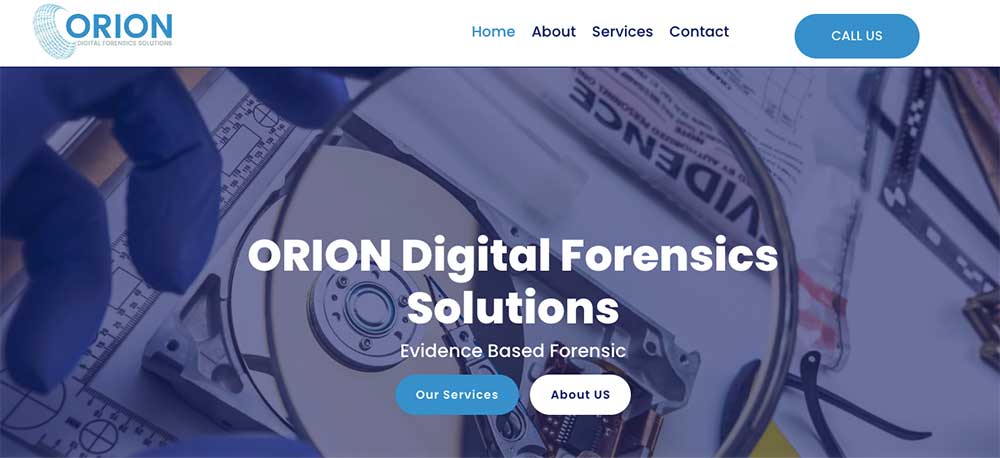 ORION
DIGITAL FORENSICS SOLUTIONS
Home About Services Contact
CALL US
EVIDENCE
ORION Digital Forensics
Solutions
Evidence Based Forensic
Our Services About US